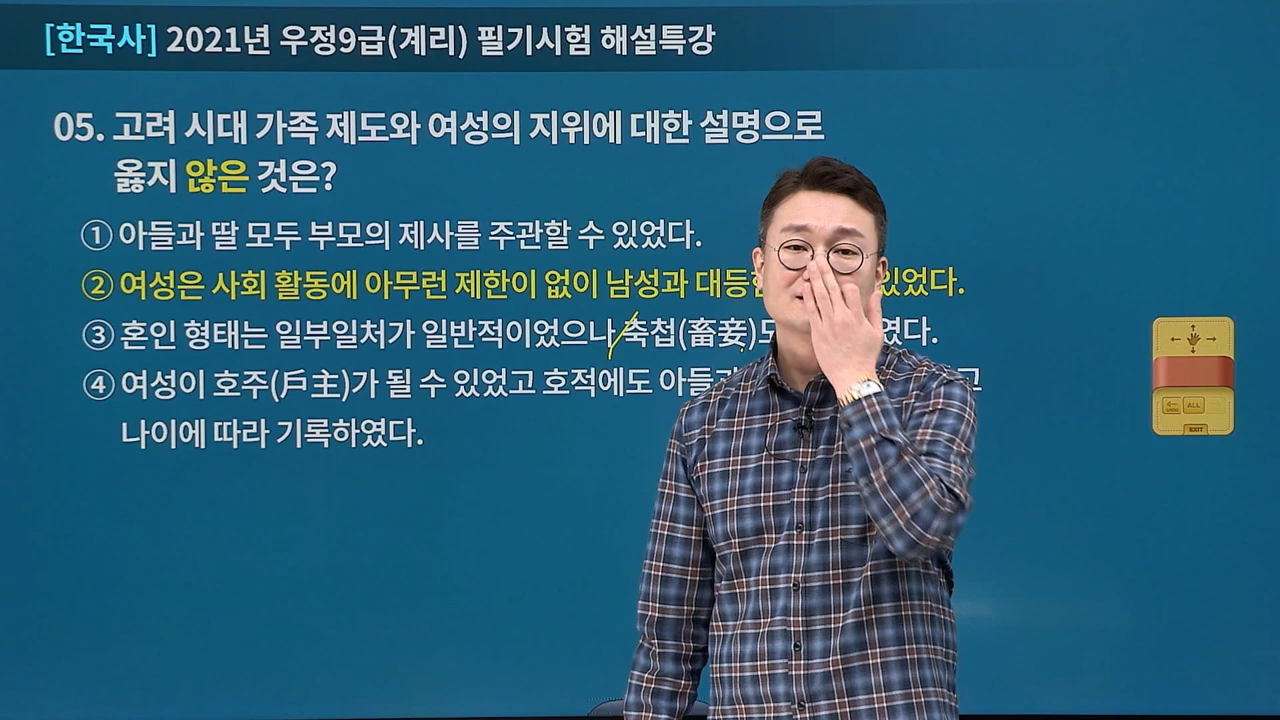 [한국사] 2021년 우정9급(계리) 필기시험 해설특강
05. 고려 시대 가족 제도와 여성의 지위에 대한 설명으로
옳지 않은 것은?
① 아들과 딸 모두 부모의 제사를 주관할 수 있었다.
② 여성은 사회 활동에 아무런 제한이 없이 남성과 있었다.
③ 혼인 형태는 일부일처가 일반적이었으나 축첩(畜妾)
④ 여성이 호주(戶主)가 될 수 있었고 호적에도
나이에 따라 기록하였다.
ALL
EXIT